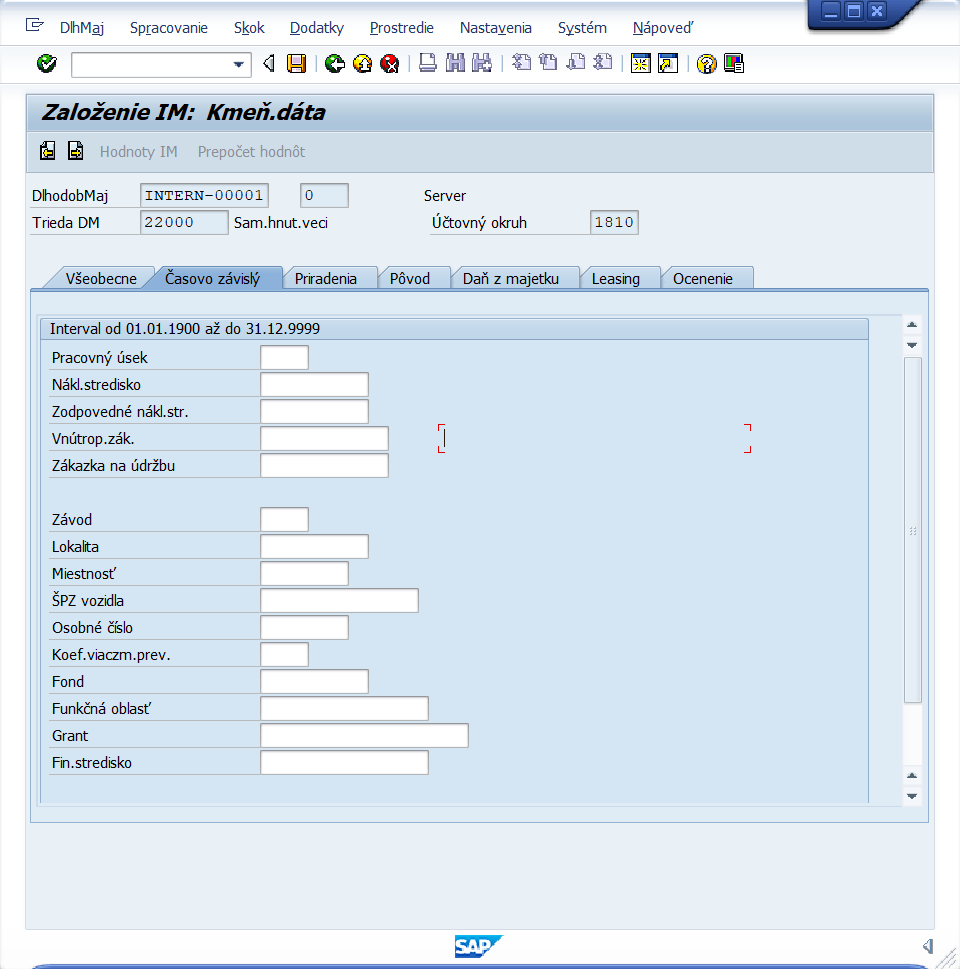 DlhMaj Spracovanie Skok Dodatky Prostredie Nastavenia Systém Nápoveď
Založenie IM: Kmeň.dáta
Hodnoty IM Prepočet hodnôt
DlhodobMaj INTERN-00001 0 Server
Trieda DM 22000 Sam.hnut.veci Účtovný okruh 1810
Všeobecne Časovo závislý Priradenia Pôvod Daň z majetku Leasing Ocenenie
Interval od 01.01.1900 až do 31.12.9999
Pracovný úsek
Nákl.stredisko
Zodpovedné nákl.str.
Vnútrop.zák.
Zákazka na údržbu
Závod
Lokalita
Miestnosť
ŠPZ vozidla
Osobné číslo
Koef.viaczm.prev.
Fond
Funkčná oblasť
Grant
Fin.stredisko
SAP